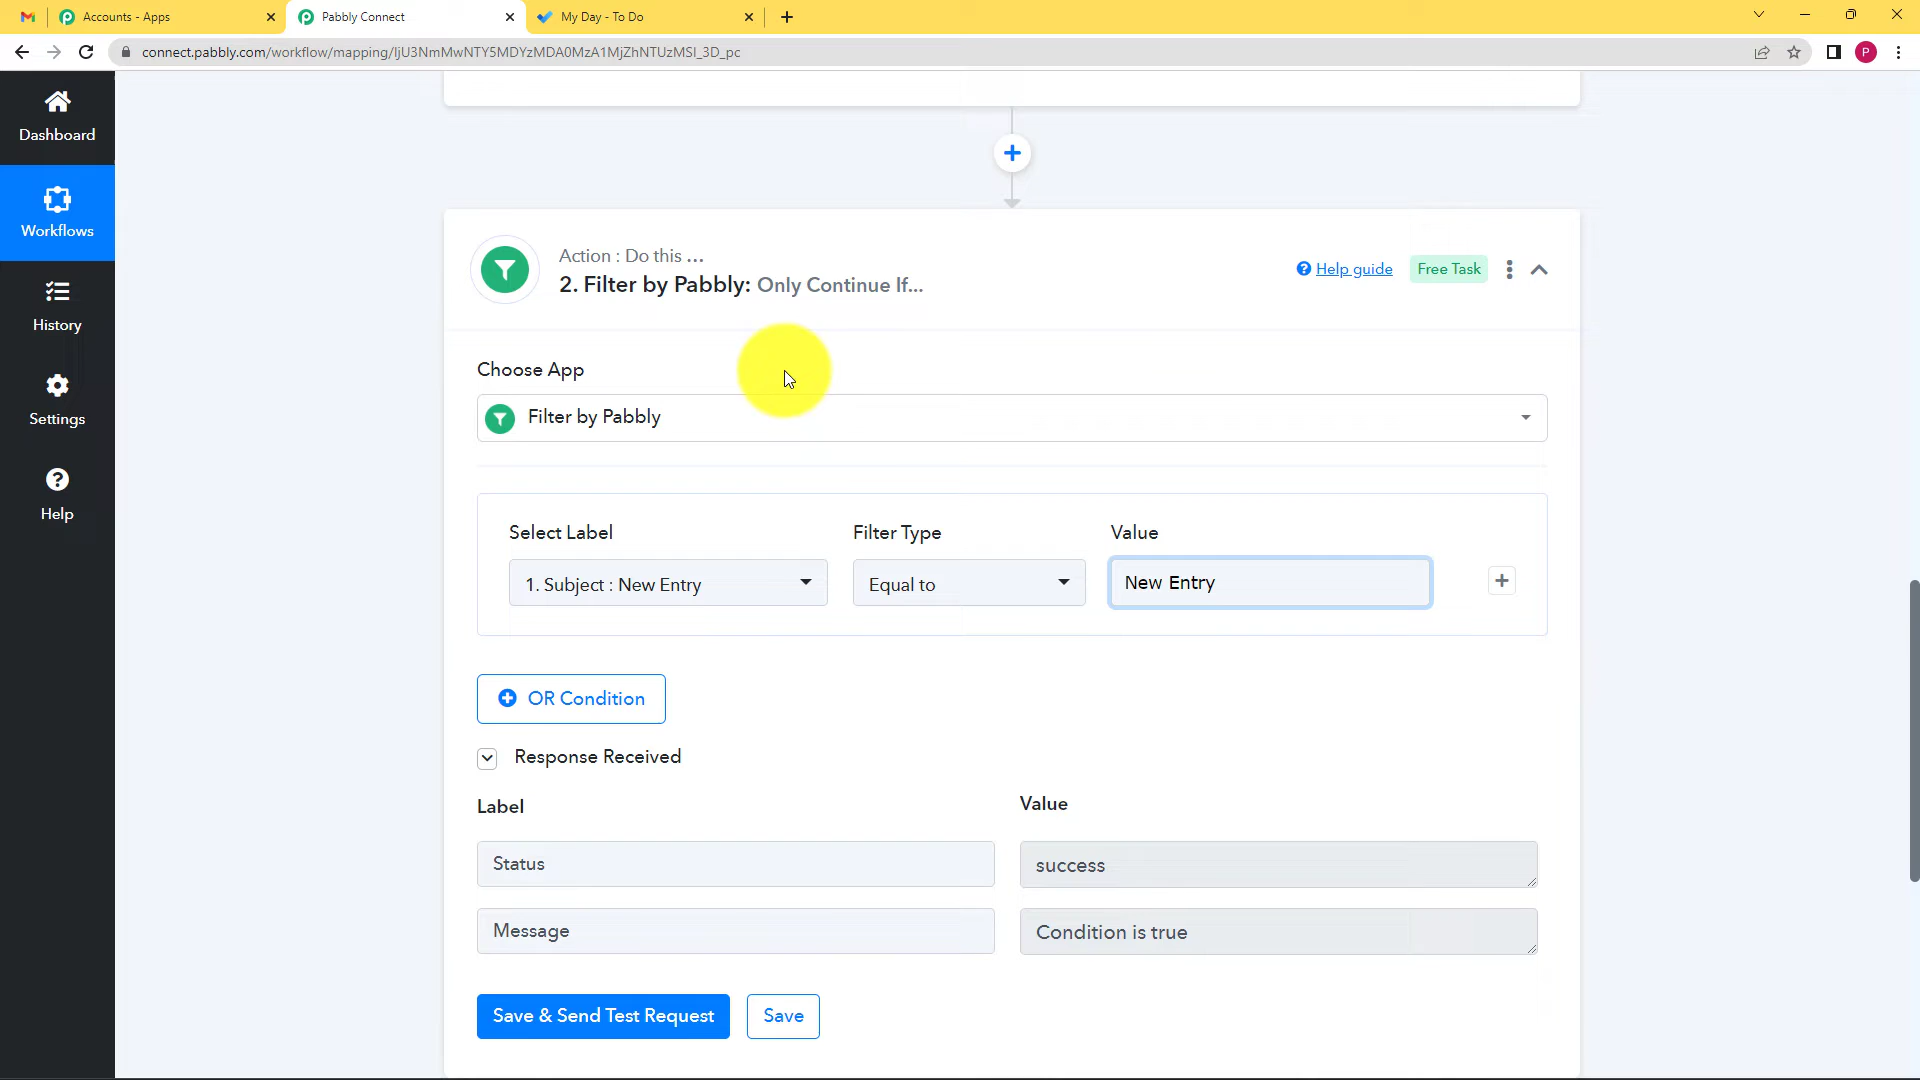 Accounts - Apps
Pabbly Connect
My Day - To Do
connect.pabbly.com/workflow/mapping/IjU3NmMwNTY5MDYzMDA0MzA1MjZhNTUzMSI_3D_pc
P
Dashboard
Workflows
History
Settings
Help
Action : Do this ...
2. Filter by Pabbly: Only Continue If...
Help guide
Free Task
Choose App
Filter by Pabbly
Select Label
Filter Type
Value
1. Subject : New Entry
Equal to
New Entry
OR Condition
Response Received
Label
Value
Status
success
Message
Condition is true
Save & Send Test Request
Save